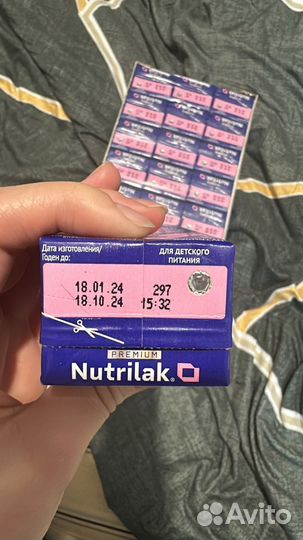 Дата изготовления/
Годен до:
ДЛЯ ДЕТСКОГО
ПИТАНИЯ
18.01.24 297
18.10.24 15:32
PREMIUM
Nutrilak®
Avito